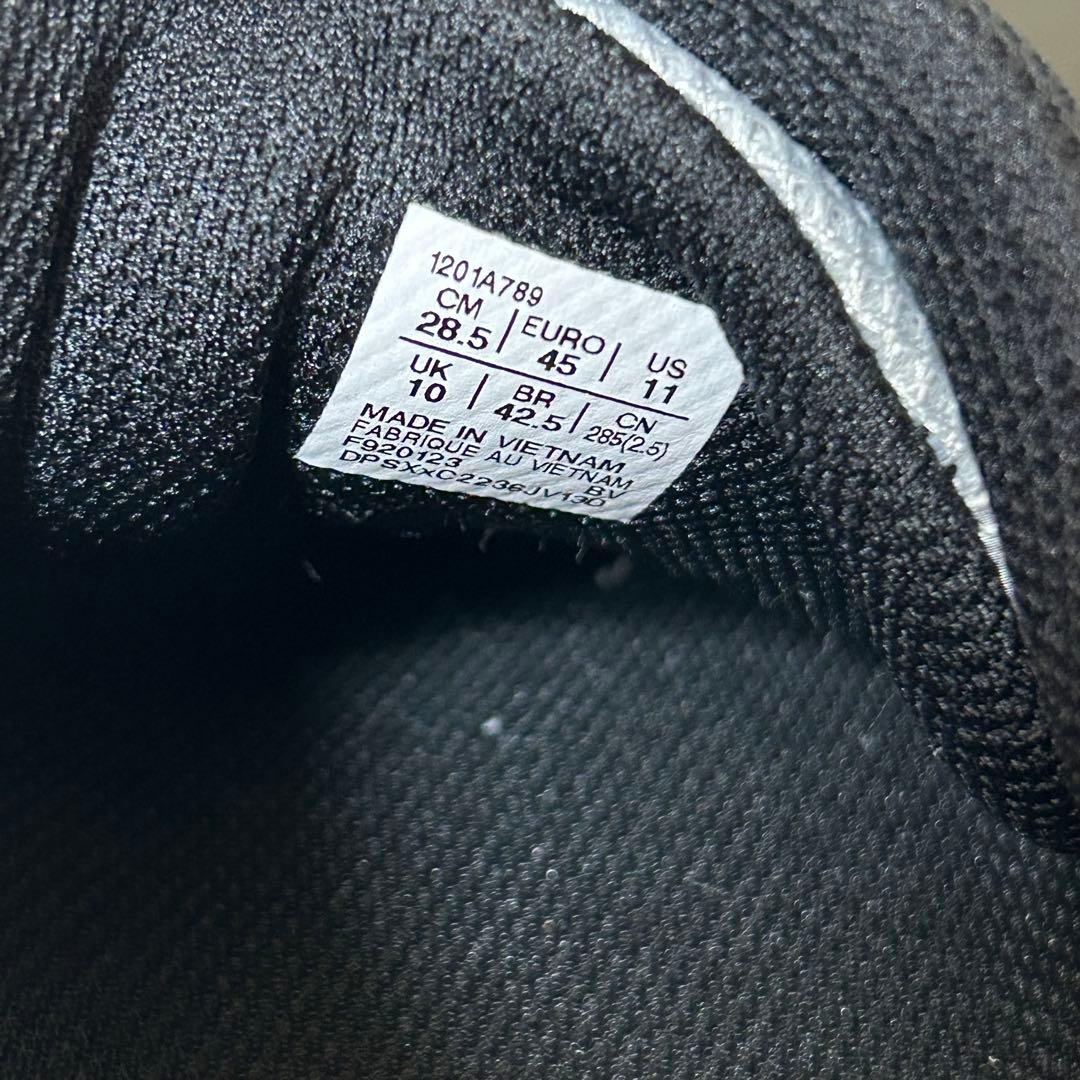 1201A789
CM | EURO | US
28.5 | 45 | 11
UK | BR | CN
10 | 42.5 | 285(2.5)
MADE IN VIETNAM
FABRIQUE AU VIETNAM
F920123 BV
DPSXxC2236JV13D